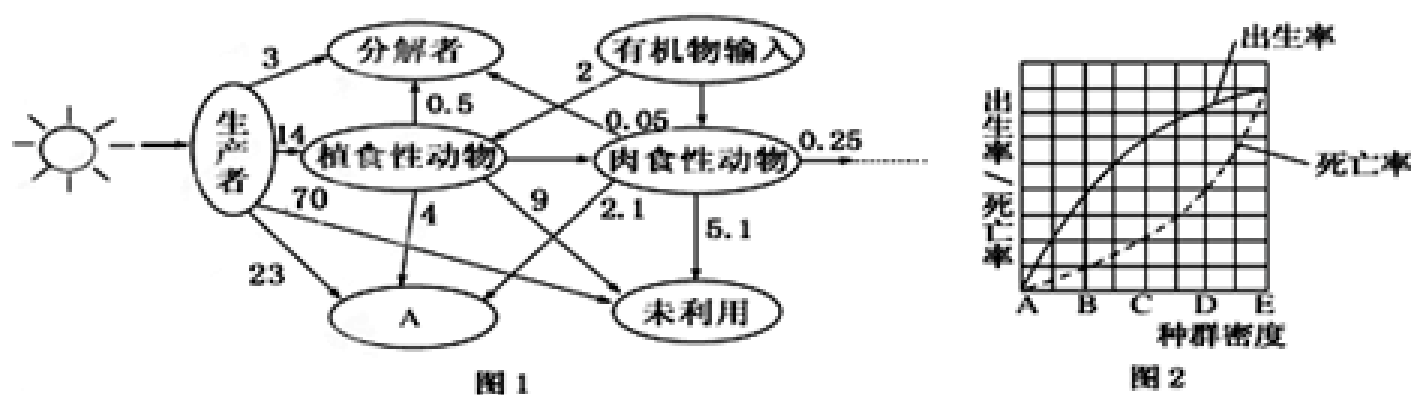 分解者
有机物输入
3
2
0.5
生产者
14
植食性动物
0.05
肉食性动物
0.25
70
4
9
2.1
5.1
23
A
未利用
图1
出生率
出生率/死亡率
死亡率
A B C D E
种群密度
图2